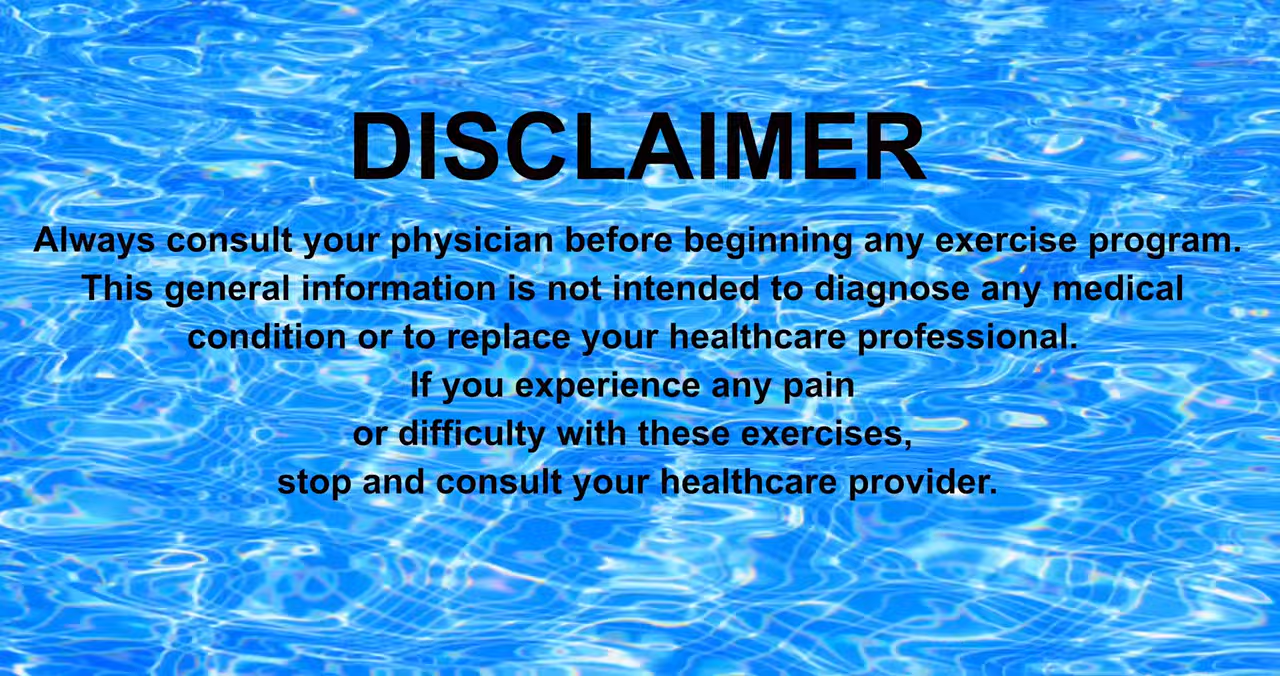 DISCLAIMER
Always consult your physician before beginning any exercise program.
This general information is not intended to diagnose any medical
condition or to replace your healthcare professional.
If you experience any pain
or difficulty with these exercises,
stop and consult your healthcare provider.